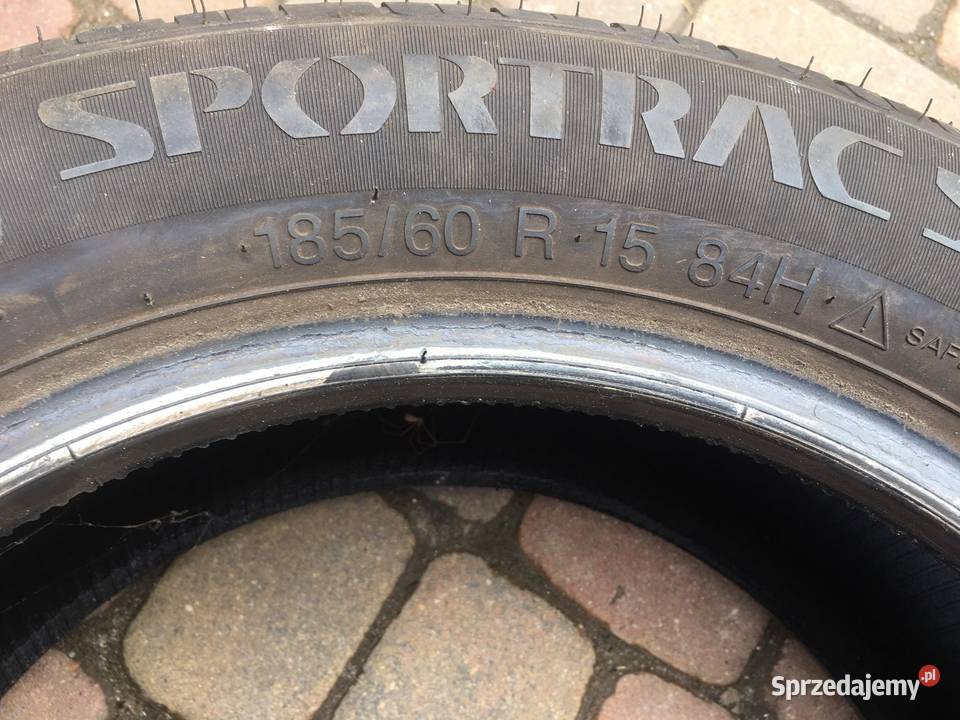 SPORTRAC
185/60 R 15 84H
Sprzedajemy.pl